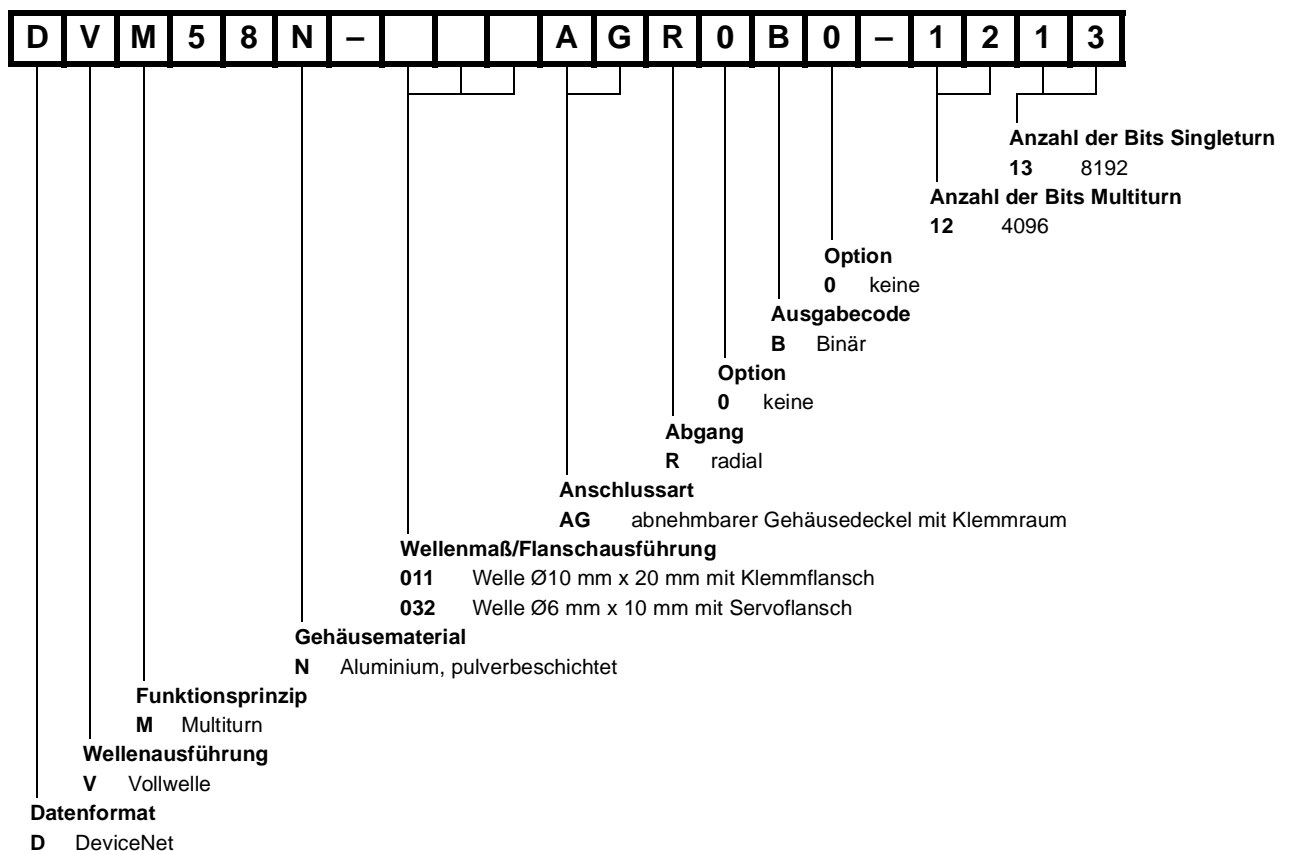 D V M 5 8 N – A G R 0 B 0 – 1 2 1 3
Anzahl der Bits Singleturn
13 8192
Anzahl der Bits Multiturn
12 4096
Option
0 keine
Ausgabecode
B Binär
Option
0 keine
Abgang
R radial
Anschlussart
AG abnehmbarer Gehäusedeckel mit Klemmraum
Wellenmaß/Flanschausführung
011 Welle Ø10 mm x 20 mm mit Klemmflansch
032 Welle Ø6 mm x 10 mm mit Servoflansch
Gehäusematerial
N Aluminium, pulverbeschichtet
Funktionsprinzip
M Multiturn
Wellenausführung
V Vollwelle
Datenformat
D DeviceNet